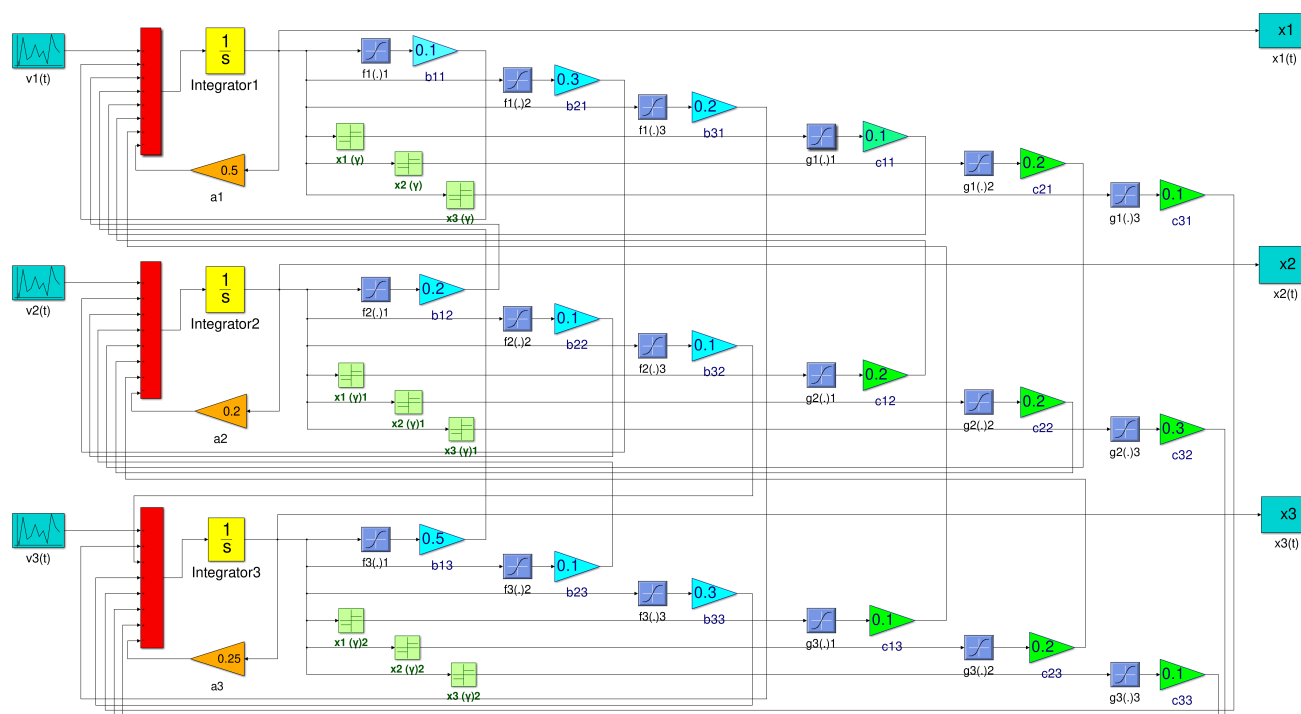 x1
x1(t)
v1(t)
1
s
Integrator1
f1(.)1
0.1
b11
f1(.)2
0.3
b21
f1(.)3
0.2
b31
x1 (γ)
g1(.)1
0.1
c11
x2 (γ)
g1(.)2
0.2
c21
x3 (γ)
g1(.)3
0.1
c31
0.5
a1
x2
x2(t)
v2(t)
1
s
Integrator2
f2(.)1
0.2
b12
f2(.)2
0.1
b22
f2(.)3
0.1
b32
x1 (γ)1
g2(.)1
0.2
c12
x2 (γ)1
g2(.)2
0.2
c22
x3 (γ)1
g2(.)3
0.3
c32
0.2
a2
x3
x3(t)
v3(t)
1
s
Integrator3
f3(.)1
0.5
b13
f3(.)2
0.1
b23
f3(.)3
0.3
b33
x1 (γ)2
g3(.)1
0.1
c13
x2 (γ)2
g3(.)2
0.2
c23
x3 (γ)2
g3(.)3
0.1
c33
0.25
a3